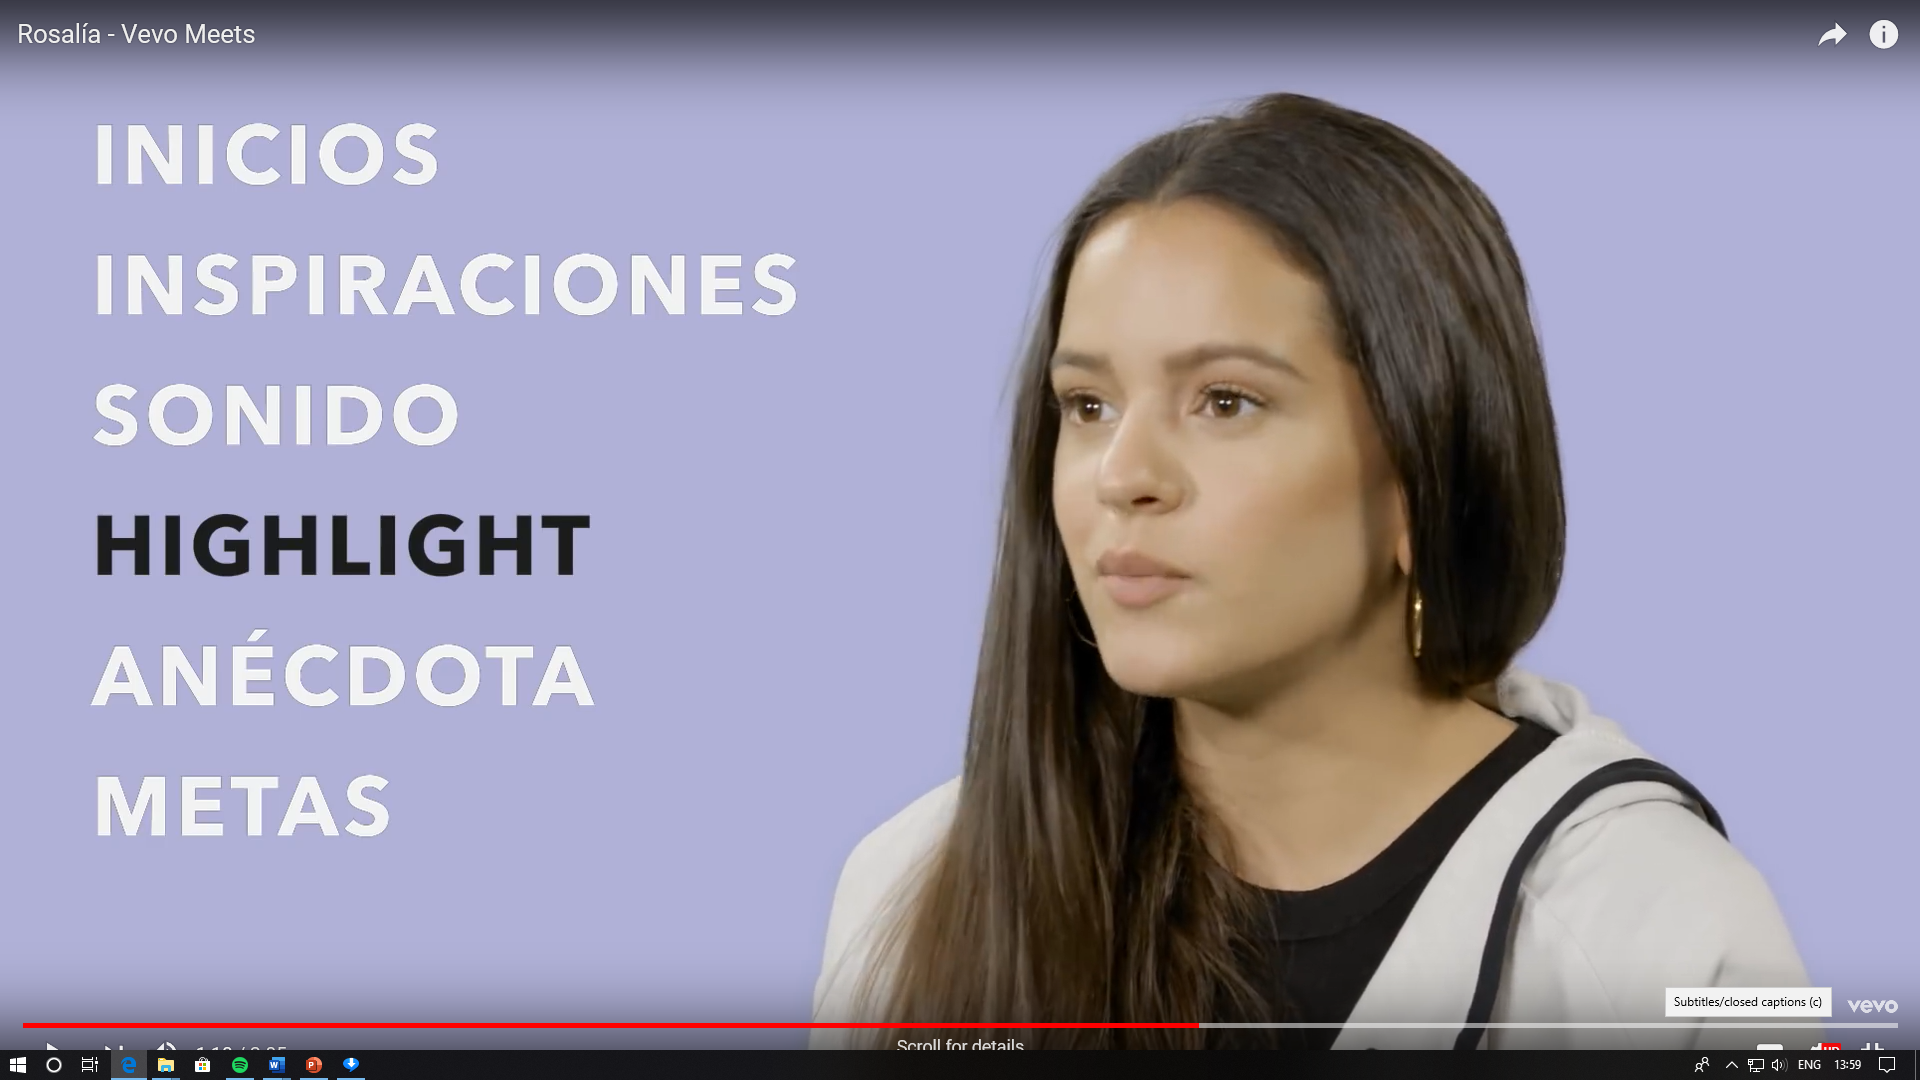 Rosalía - Vevo Meets
INICIOS
INSPIRACIONES
SONIDO
HIGHLIGHT
ANÉCDOTA
METAS
Subtitles/closed captions (c)
vevo
Scroll for details
HD
ENG
13:59